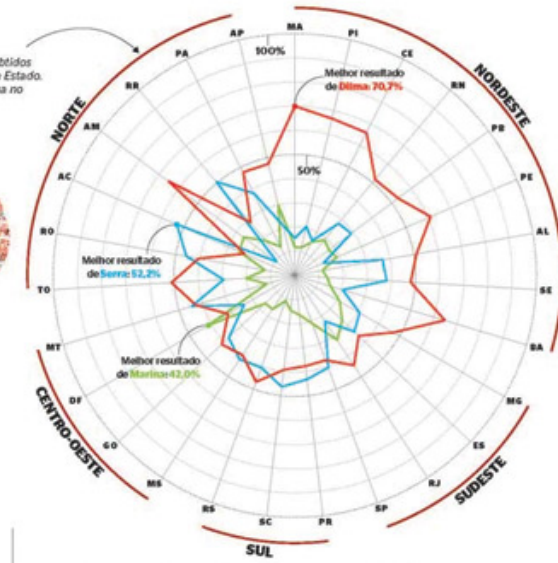 btidos
Estado.
a no
MA
PI
CE
RN
PB
PE
AL
SE
BA
MG
ES
RJ
SP
PR
SC
RS
MS
GO
DF
MT
TO
RO
AC
AM
RR
PA
AP
100%
50%
Melhor resultado
de Dilma: 70,7%
Melhor resultado
de Serra: 52,2%
Melhor resultado
de Marina: 42,0%
NORDESTE
SUDESTE
SUL
CENTRO-OESTE
NORTE